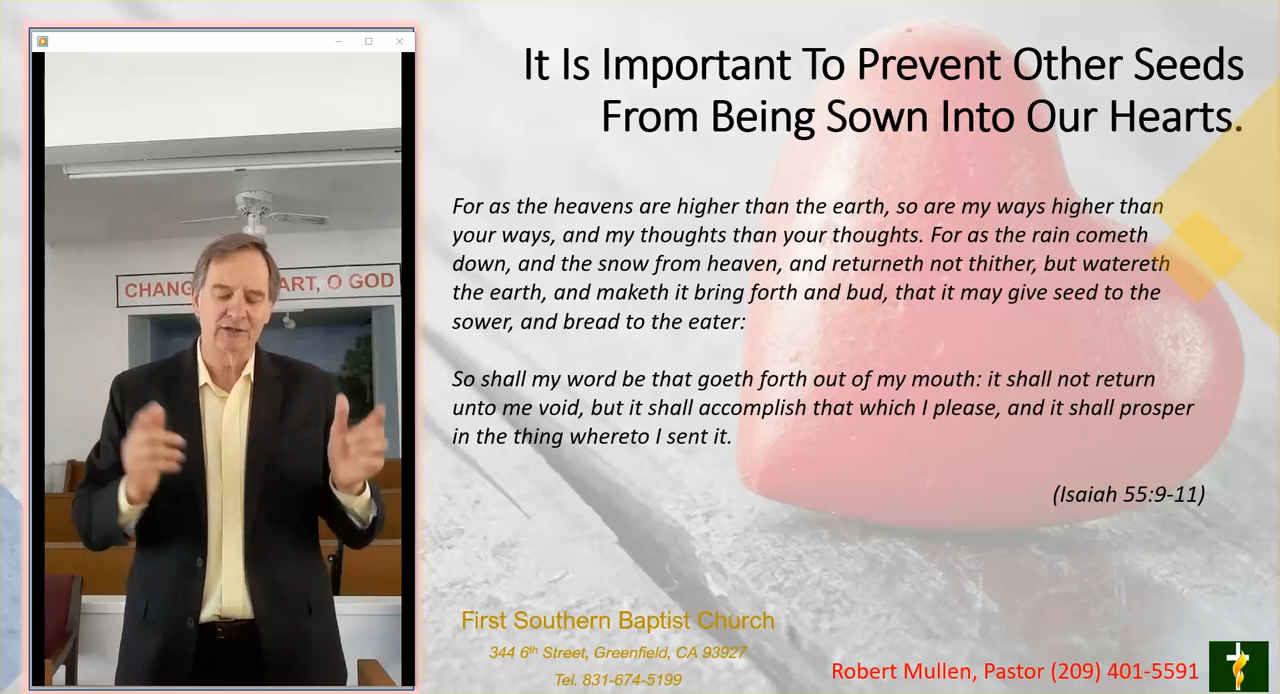 It Is Important To Prevent Other Seeds
From Being Sown Into Our Hearts.
CHANG ART, O GOD
For as the heavens are higher than the earth, so are my ways higher than
your ways, and my thoughts than your thoughts. For as the rain cometh
down, and the snow from heaven, and returneth not thither, but watereth
the earth, and maketh it bring forth and bud, that it may give seed to the
sower, and bread to the eater:
So shall my word be that goeth forth out of my mouth: it shall not return
unto me void, but it shall accomplish that which I please, and it shall prosper
in the thing whereto I sent it.
(Isaiah 55:9-11)
First Southern Baptist Church
344 6th Street, Greenfield, CA 93927
Tel. 831-674-5199
Robert Mullen, Pastor (209) 401-5591